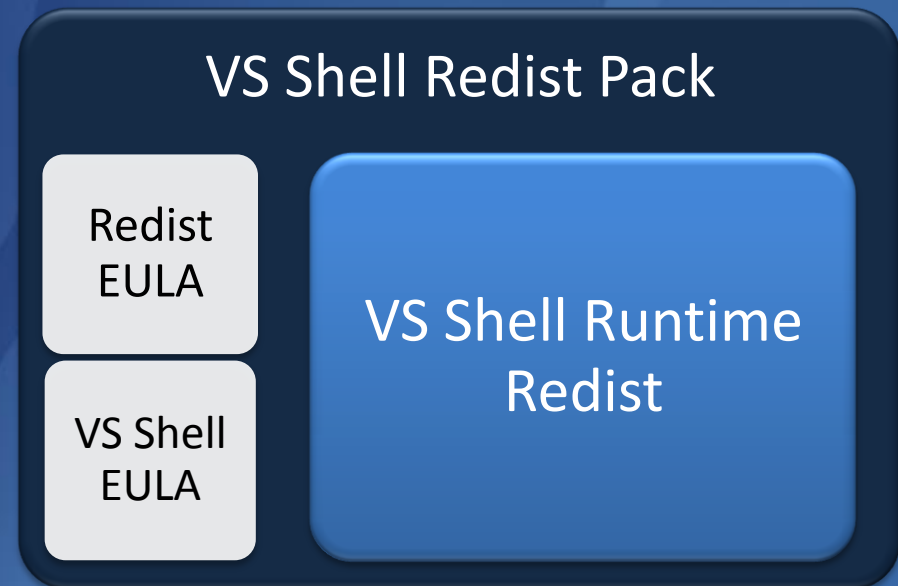 VS Shell Redist Pack
Redist
EULA
VS Shell
EULA
VS Shell Runtime
Redist